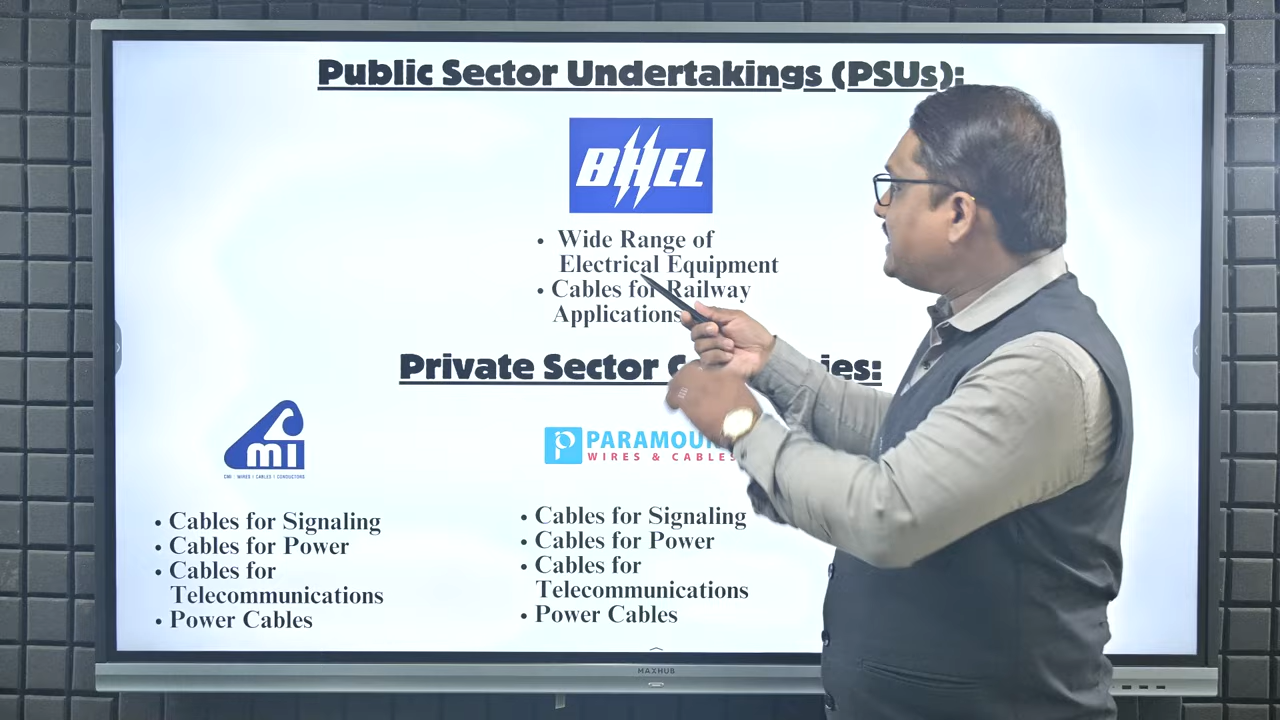 Public Sector Undertakings (PSUs):
BHEL
• Wide Range of
Electrical Equipment
• Cables for Railway
Applications
Private Sector
mi
CMI : WIRES | CABLES | CONDUCTORS
P
WIRES & CABLES
• Cables for Signaling
• Cables for Power
• Cables for
Telecommunications
• Power Cables
• Cables for Signaling
• Cables for Power
• Cables for
Telecommunications
• Power Cables
MAXHUB